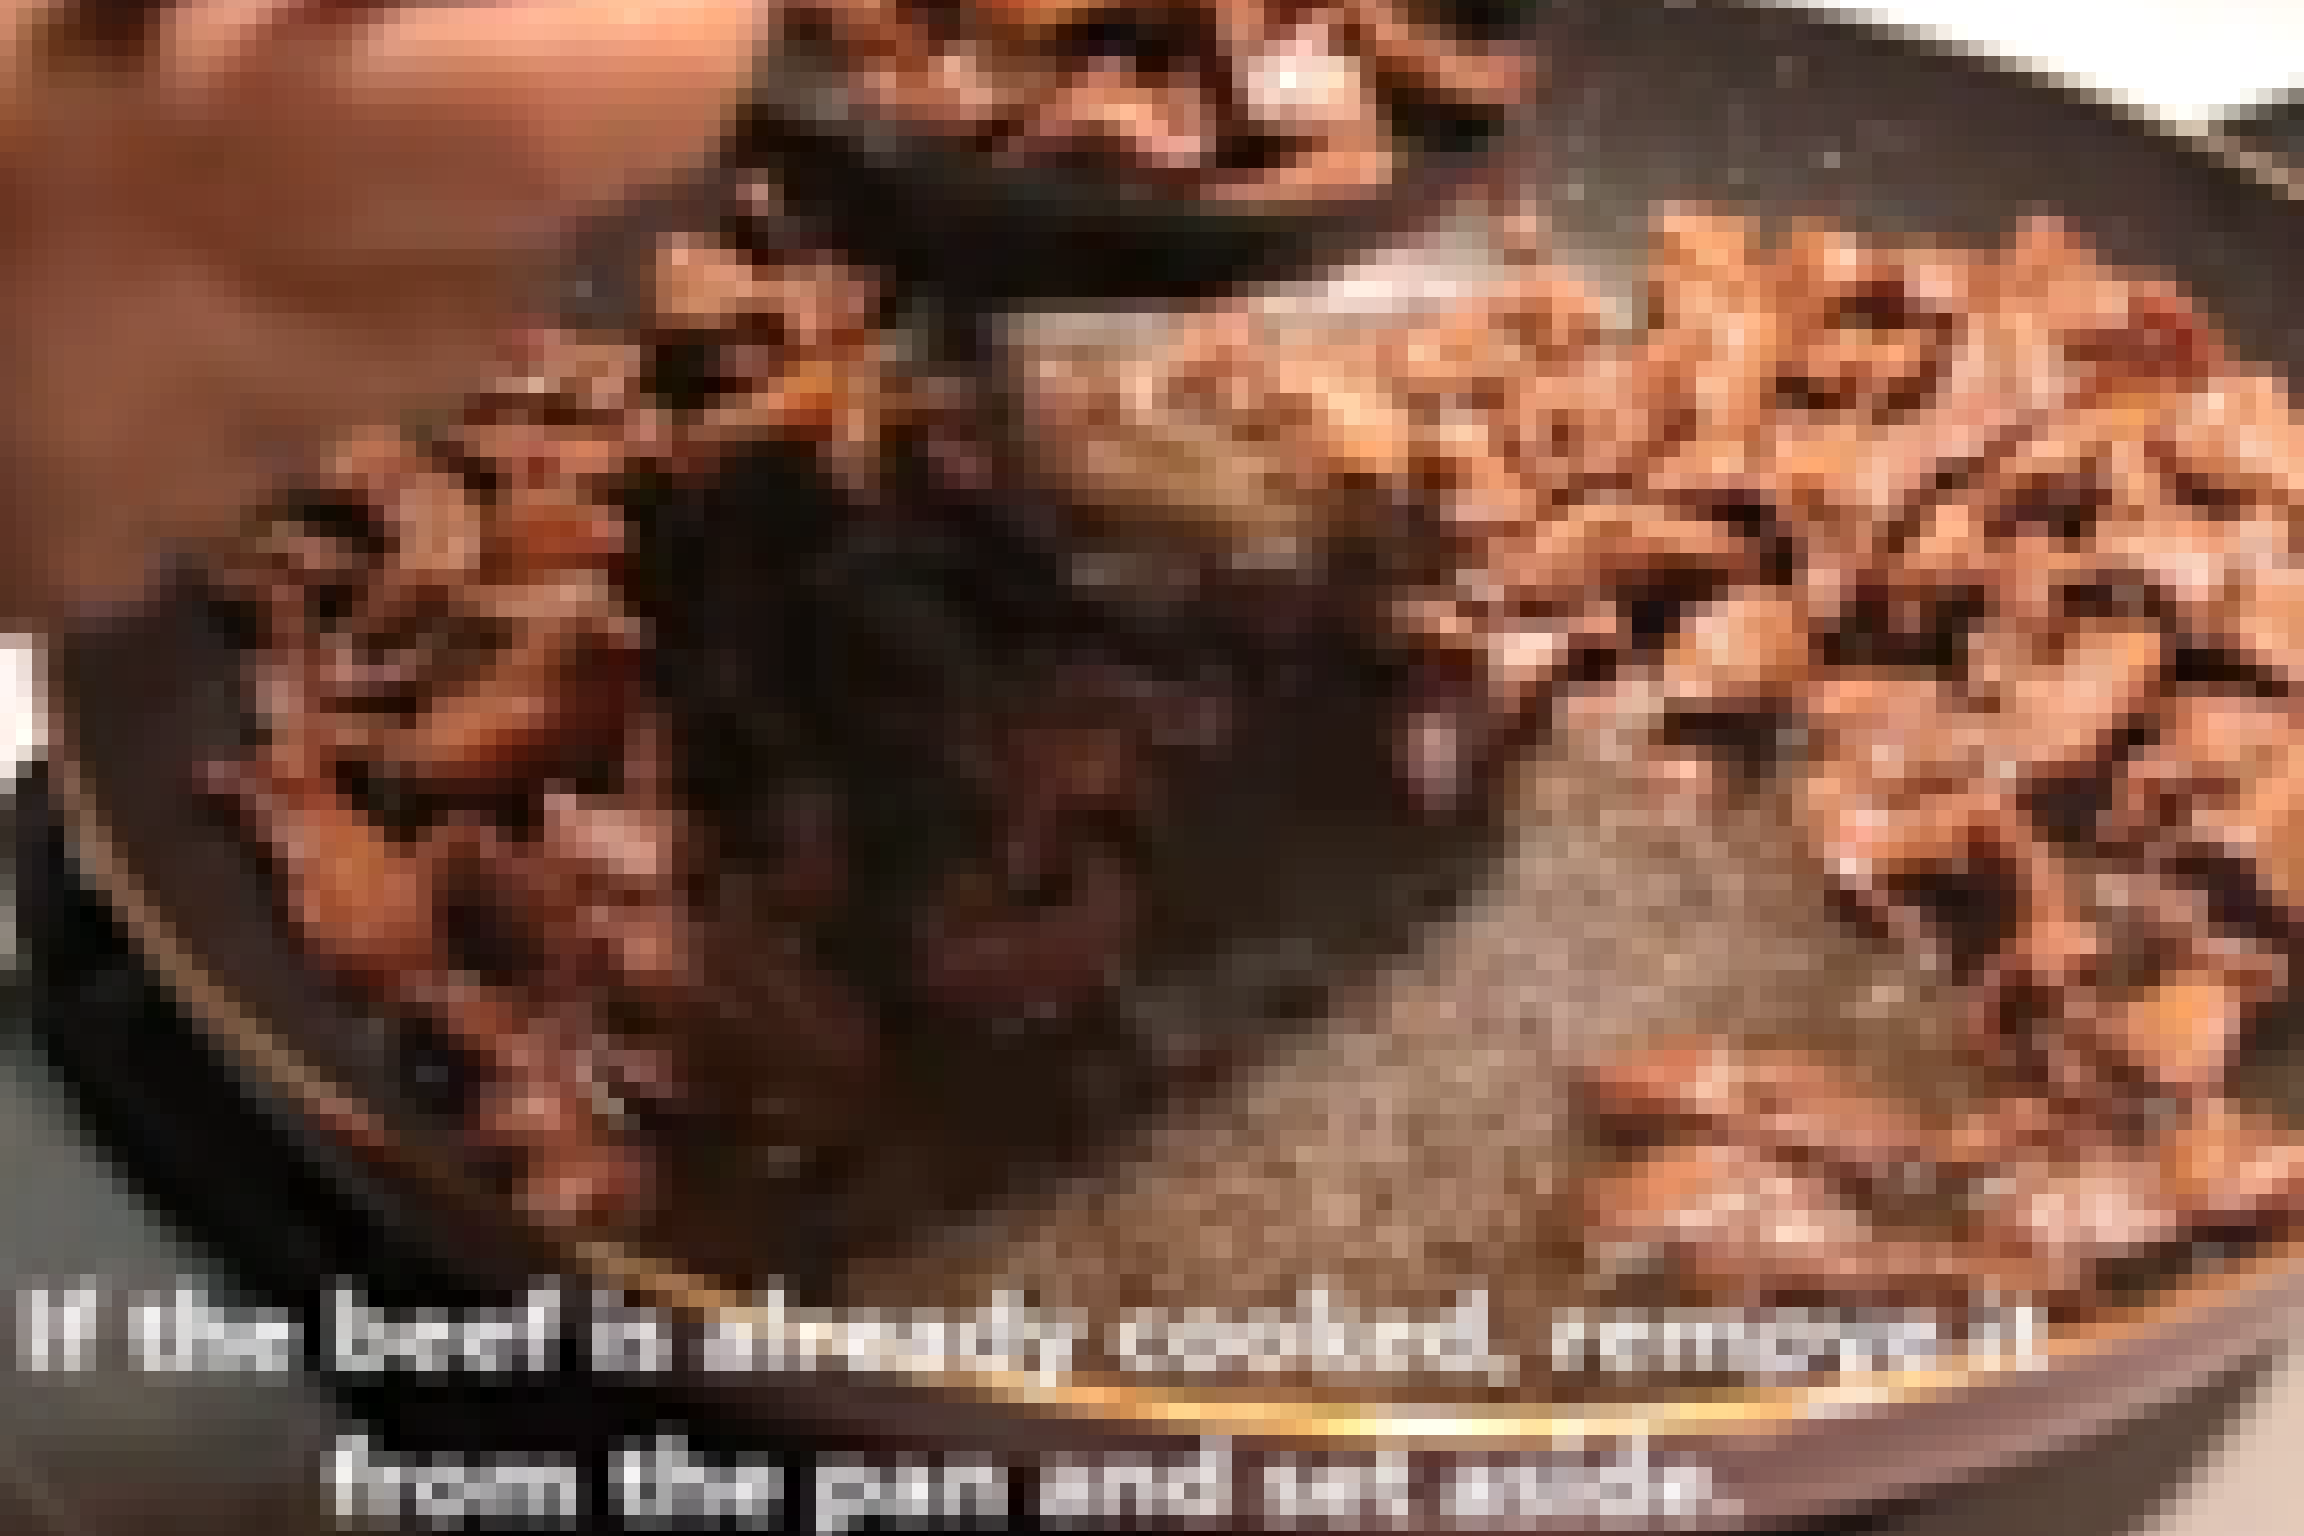 If the beef is already cooked, remove it
from the pan and set aside.